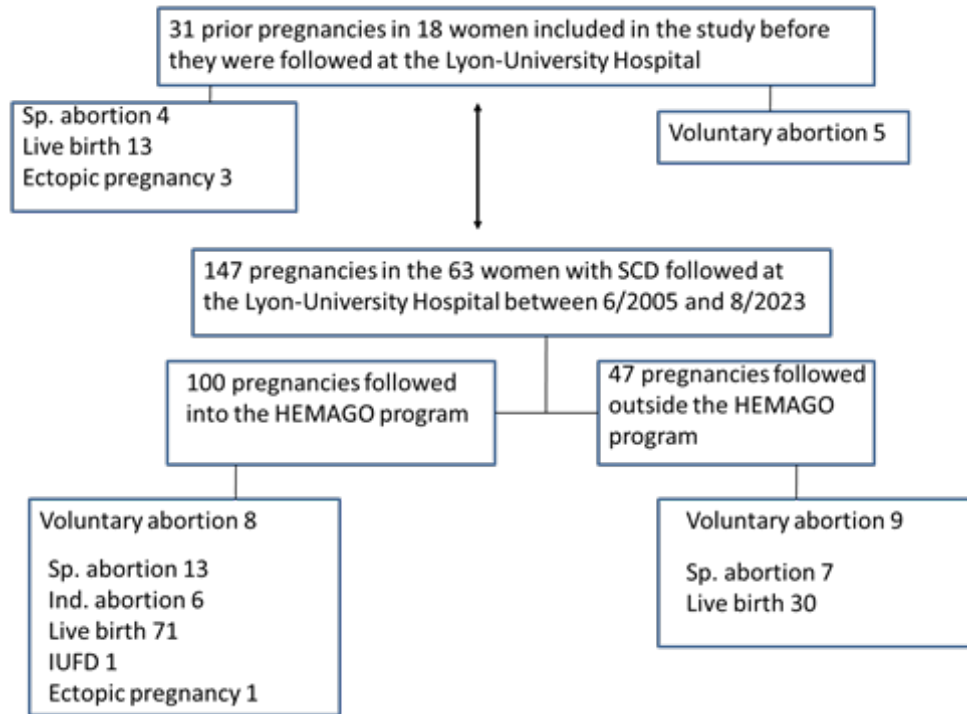 31 prior pregnancies in 18 women included in the study before
they were followed at the Lyon-University Hospital
Sp. abortion 4
Live birth 13
Ectopic pregnancy 3
Voluntary abortion 5
147 pregnancies in the 63 women with SCD followed at
the Lyon-University Hospital between 6/2005 and 8/2023
100 pregnancies followed
into the HEMAGO program
47 pregnancies followed
outside the HEMAGO
program
Voluntary abortion 8
Sp. abortion 13
Ind. abortion 6
Live birth 71
IUFD 1
Ectopic pregnancy 1
Voluntary abortion 9
Sp. abortion 7
Live birth 30